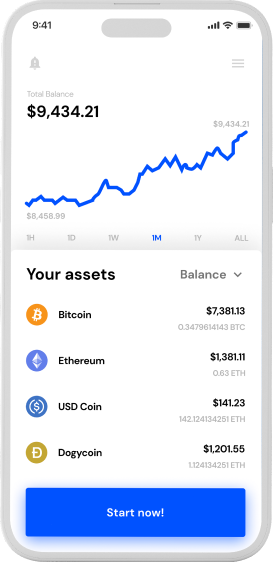 9:41
Total Balance
$9,434.21
$9,434.21
$8,458.99
1H 1D 1W 1M 1Y ALL
Your assets Balance
Bitcoin $7,381.13
0.3479614143 BTC
Ethereum $1,381.11
0.63 ETH
USD Coin $141.23
142.124134251 ETH
Dogycoin $1,201.55
1.124134251 ETH
Start now!